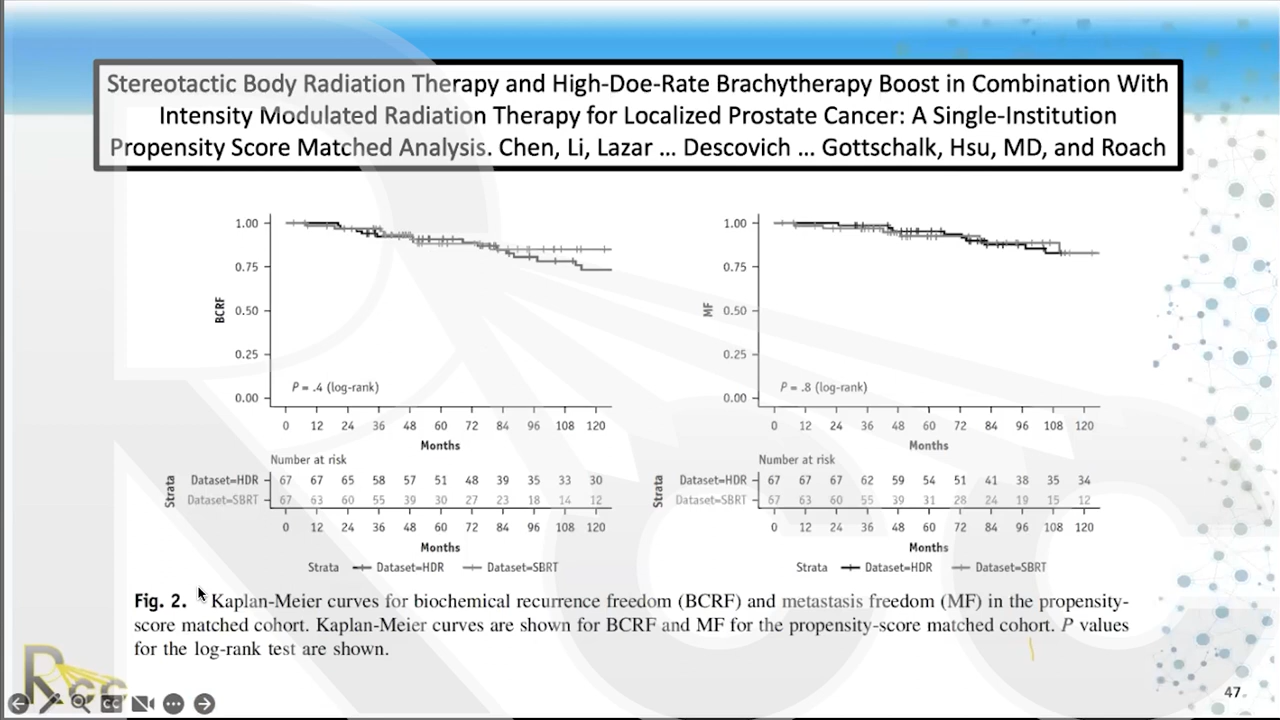 Stereotactic Body Radiation Therapy and High-Doe-Rate Brachytherapy Boost in Combination With
Intensity Modulated Radiation Therapy for Localized Prostate Cancer: A Single-Institution
Propensity Score Matched Analysis. Chen, Li, Lazar ... Descovich ... Gottschalk, Hsu, MD, and Roach
BCRF
1.00
0.75
0.50
0.25
0.00
P = .4 (log-rank)
0 12 24 36 48 60 72 84 96 108 120
Months
Number at risk
Strata
Dataset=HDR 67 67 65 58 57 51 48 39 35 33 30
Dataset=SBRT 67 63 60 55 39 30 27 23 18 14 12
0 12 24 36 48 60 72 84 96 108 120
Months
Strata Dataset=HDR Dataset=SBRT
MF
1.00
0.75
0.50
0.25
0.00
P = .8 (log-rank)
0 12 24 36 48 60 72 84 96 108 120
Months
Number at risk
Strata
Dataset=HDR 67 67 67 62 59 54 51 41 38 35 34
Dataset=SBRT 67 63 60 55 39 31 28 24 19 15 12
0 12 24 36 48 60 72 84 96 108 120
Months
Strata Dataset=HDR Dataset=SBRT
Fig. 2. Kaplan-Meier curves for biochemical recurrence freedom (BCRF) and metastasis freedom (MF) in the propensity-
score matched cohort. Kaplan-Meier curves are shown for BCRF and MF for the propensity-score matched cohort. P values
for the log-rank test are shown.
RCC
CC
47